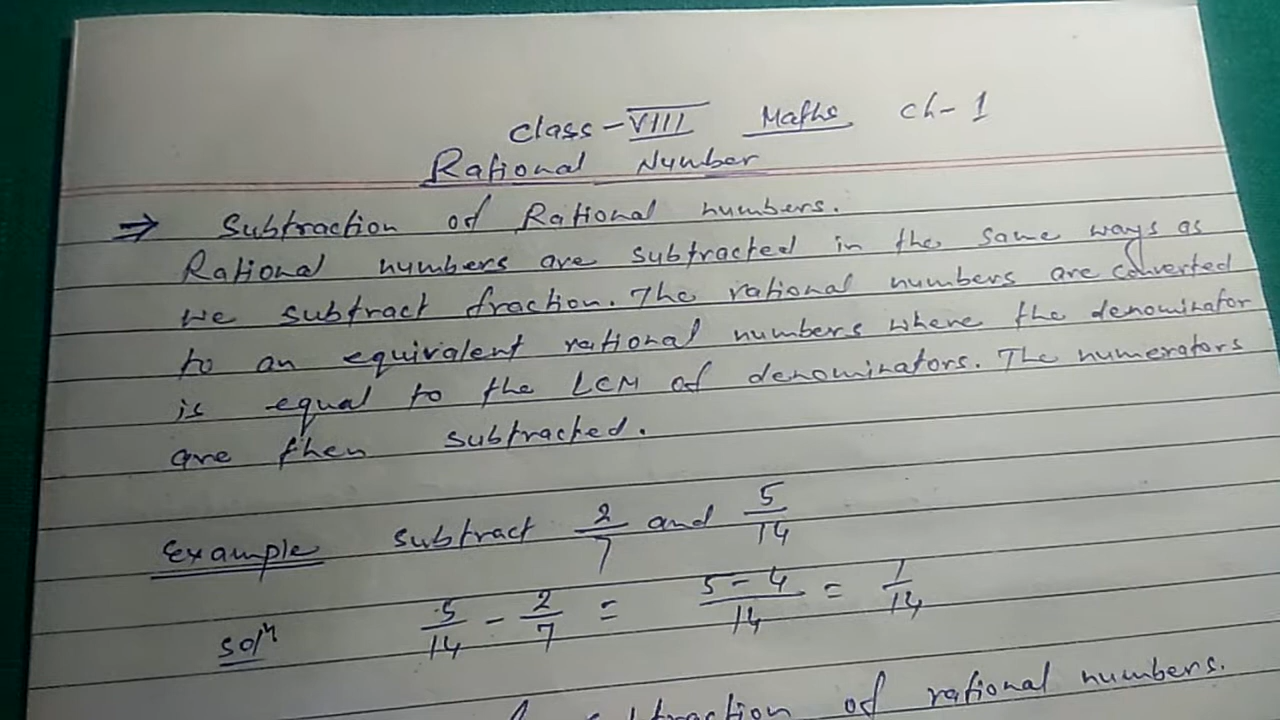 Class-VIII Maths Ch-1
Rational Number
⇒ Subtraction of Rational numbers.
Rational numbers are subtracted in the same ways as
we subtract fraction. The rational numbers are converted
to an equivalent rational numbers where the denominator
is equal to the LCM of denominators. The numerators
are then subtracted.
Example Subtract 2/7 and 5/14
Solⁿ 5/14 - 2/7 = 5-4/14 = 1/14
subtraction of rational numbers.